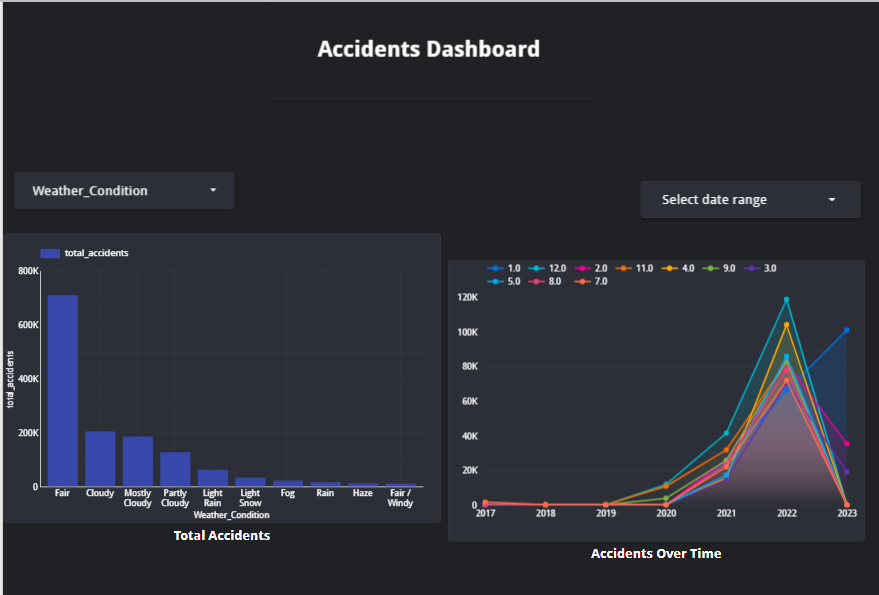 Accidents Dashboard
Weather_Condition
Select date range
total_accidents
800K
600K
400K
200K
0
total_accidents
Fair Cloudy Mostly Cloudy Partly Cloudy Light Rain Light Snow Fog Rain Haze Fair / Windy
Weather_Condition
Total Accidents
1.0 12.0 2.0 11.0 4.0 9.0 3.0
5.0 8.0 7.0
120K
100K
80K
60K
40K
20K
0
2017 2018 2019 2020 2021 2022 2023
Accidents Over Time